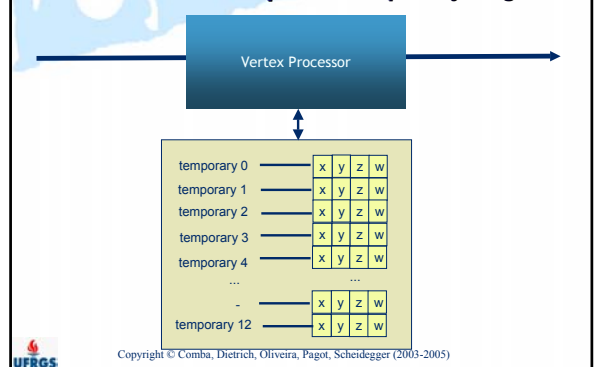 Vertex Processor
temporary 0 x y z w
temporary 1 x y z w
temporary 2 x y z w
temporary 3 x y z w
temporary 4 x y z w
... ...
- x y z w
temporary 12 x y z w
UFRGS
Copyright © Comba, Dietrich, Oliveira, Pagot, Scheidegger (2003-2005)